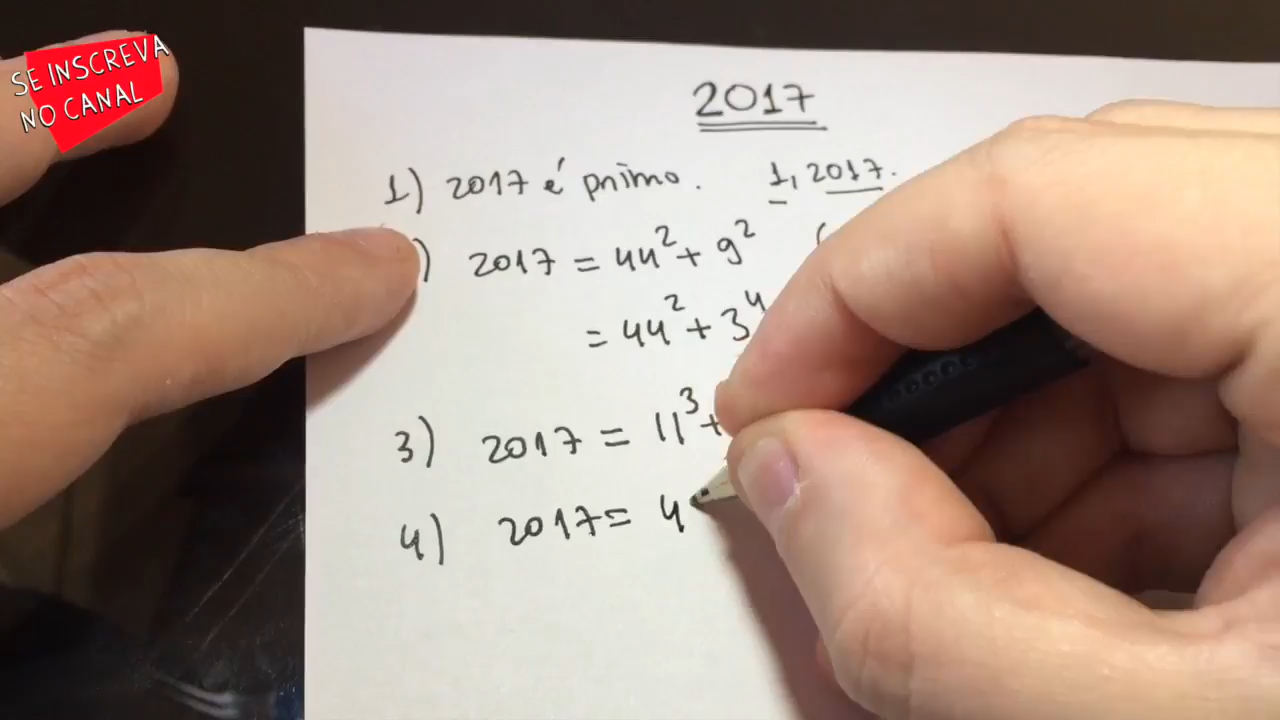 SE INSCREVA
NO CANAL
2017
1) 2017 é primo. 1, 2017.
) 2017 = 44² + 9² (
= 44² + 3⁴
3) 2017 = 11³ +
4) 2017 = 4